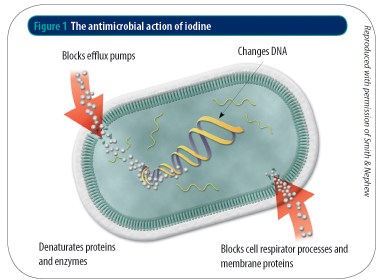 Figure 1 The antimicrobial action of iodine
Blocks efflux pumps
Changes DNA
Denaturates proteins
and enzymes
Blocks cell respirator processes and
membrane proteins
Reproduced with permission of Smith & Nephew